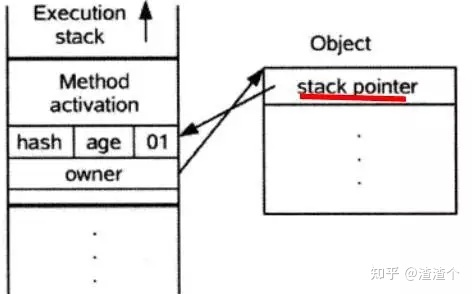 Execution
stack
Method
activation
hash age 01
owner
Object
stack pointer
知乎 @渣渣个